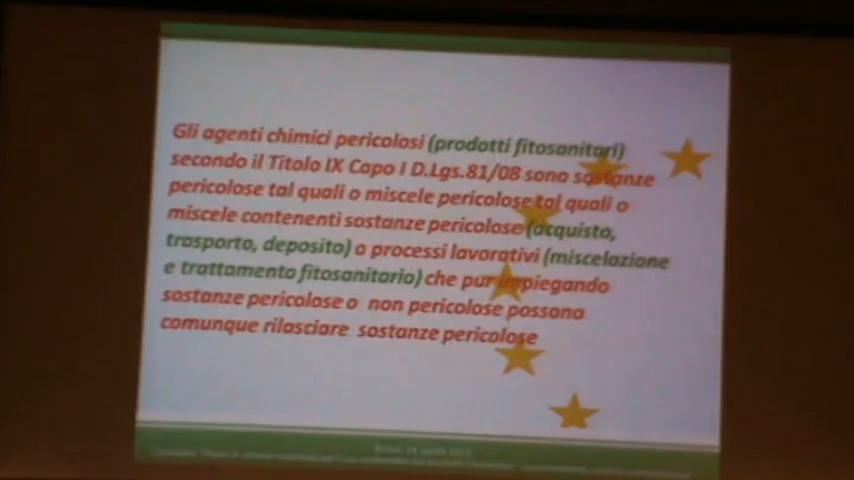 Gli agenti chimici pericolosi (prodotti fitosanitari)
secondo il Titolo IX Capo I D.Lgs.81/08 sono sostanze
pericolose tal quali o miscele pericolose tal quali o
miscele contenenti sostanze pericolose (acquisto,
trasporto, deposito) o processi lavorativi (miscelazione
e trattamento fitosanitario) che pur impiegando
sostanze pericolose o non pericolose possono
comunque rilasciare sostanze pericolose